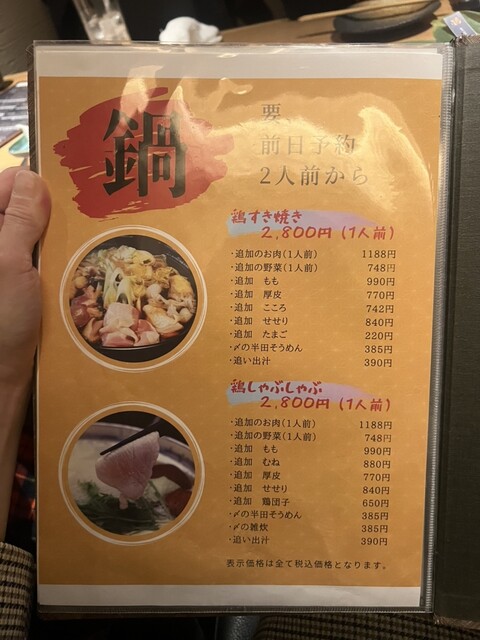 鍋
要
前日予約
2人前から
鶏すき焼き
2,800円(1人前)
・追加のお肉(1人前) 1188円
・追加の野菜(1人前) 748円
・追加 もも 990円
・追加 厚皮 770円
・追加 こころ 742円
・追加 せせり 840円
・追加 たまご 220円
・〆の半田そうめん 385円
・追い出汁 390円
鶏しゃぶしゃぶ
2,800円(1人前)
・追加のお肉(1人前) 1188円
・追加の野菜(1人前) 748円
・追加 もも 990円
・追加 むね 880円
・追加 厚皮 770円
・追加 せせり 840円
・追加 鶏団子 650円
・〆の半田そうめん 385円
・〆の雑炊 385円
・追い出汁 390円
表示価格は全て税込価格となります。